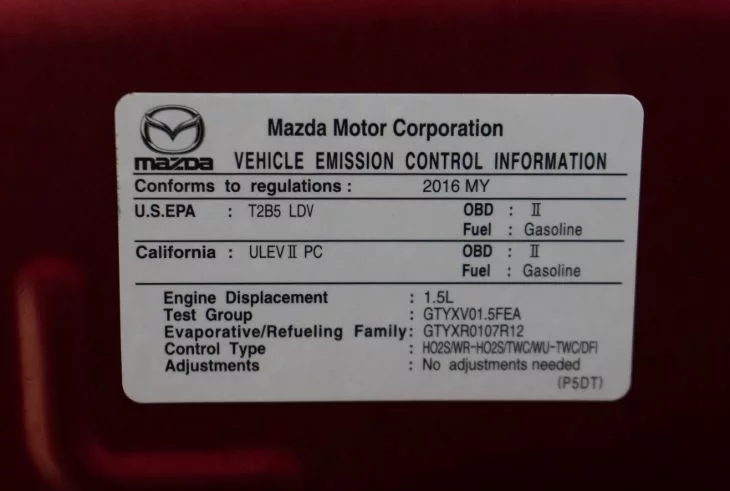 Mazda Motor Corporation
mazda VEHICLE EMISSION CONTROL INFORMATION
Conforms to regulations : 2016 MY
U.S.EPA : T2B5 LDV OBD : II
Fuel : Gasoline
California : ULEV II PC OBD : II
Fuel : Gasoline
Engine Displacement : 1.5L
Test Group : GTYXV01.5FEA
Evaporative/Refueling Family: GTYXR0107R12
Control Type : HO2S/WR-HO2S/TWC/WU-TWC/DFI
Adjustments : No adjustments needed
(P5DT)